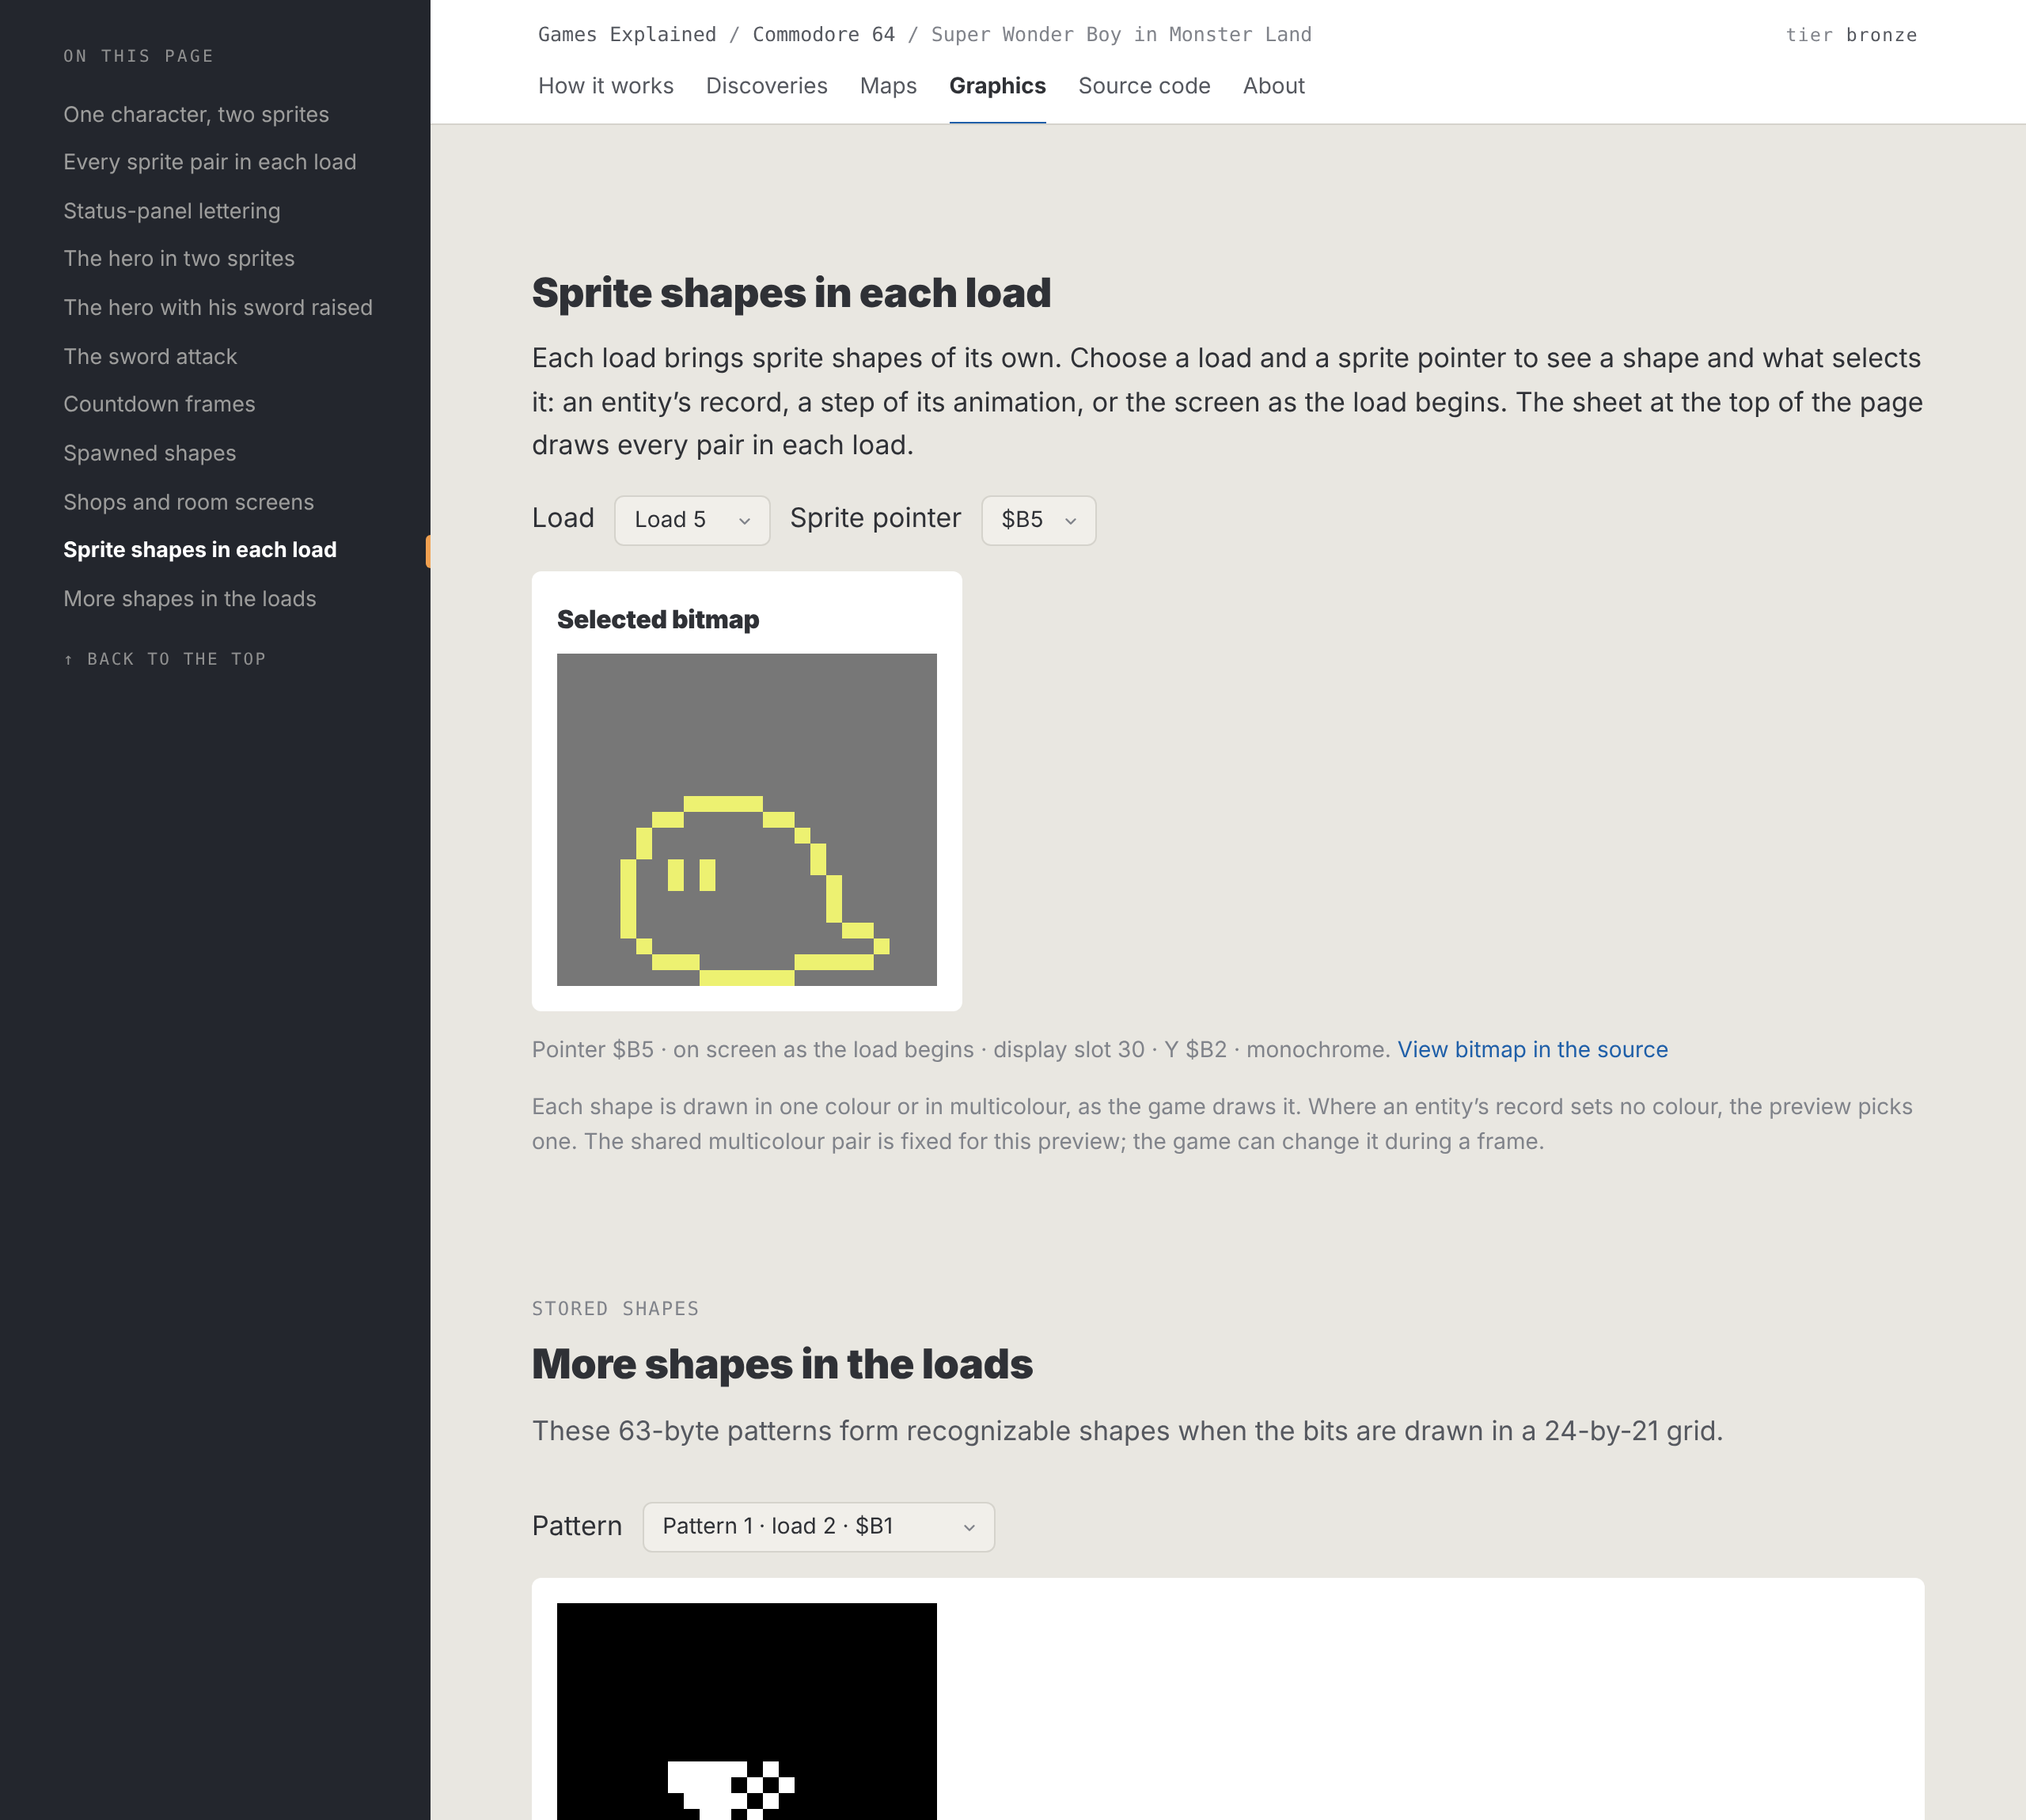 ON THIS PAGE
One character, two sprites
Every sprite pair in each load
Status-panel lettering
The hero in two sprites
The hero with his sword raised
The sword attack
Countdown frames
Spawned shapes
Shops and room screens
Sprite shapes in each load
More shapes in the loads
↑ BACK TO THE TOP
Games Explained / Commodore 64 / Super Wonder Boy in Monster Land
tier bronze
How it works Discoveries Maps Graphics Source code About
Sprite shapes in each load
Each load brings sprite shapes of its own. Choose a load and a sprite pointer to see a shape and what selects
it: an entity’s record, a step of its animation, or the screen as the load begins. The sheet at the top of the page
draws every pair in each load.
Load Load 5 Sprite pointer $B5
Selected bitmap
Pointer $B5 · on screen as the load begins · display slot 30 · Y $B2 · monochrome. View bitmap in the source
Each shape is drawn in one colour or in multicolour, as the game draws it. Where an entity’s record sets no colour, the preview picks
one. The shared multicolour pair is fixed for this preview; the game can change it during a frame.
STORED SHAPES
More shapes in the loads
These 63-byte patterns form recognizable shapes when the bits are drawn in a 24-by-21 grid.
Pattern Pattern 1 · load 2 · $B1